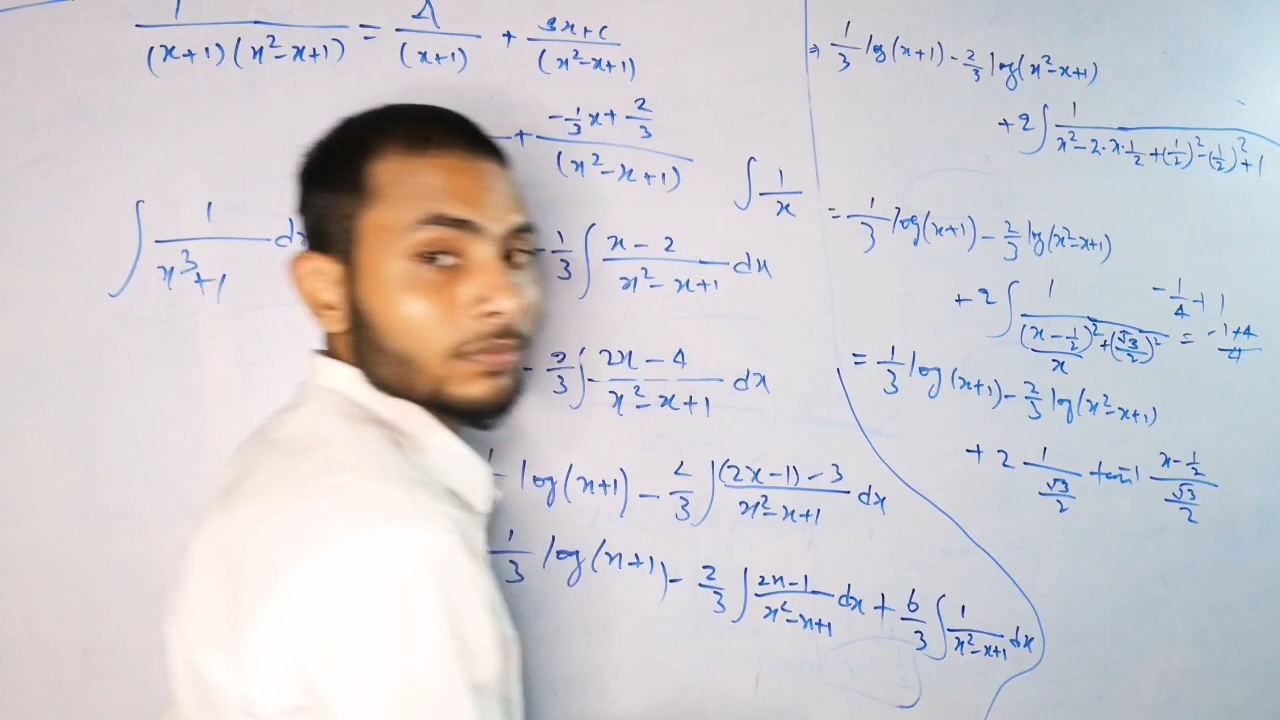 1/((x+1)(x²-x+1)) = A/(x+1) + Bx+C/(x²-x+1)
+ (-1/3 x + 2/3)/(x²-x+1)
∫ 1/(x³+1) dx
1/3 ∫ (x-2)/(x²-x+1) dx
2/3 ∫ (2x-4)/(x²-x+1) dx
log(x+1) - 2/3 ∫ ((2x-1)-3)/(x²-x+1) dx
1/3 log(x+1) - 2/3 ∫ (2x-1)/(x²-x+1) dx + 6/3 ∫ 1/(x²-x+1) dx
∫ 1/x
⇒ 1/3 log(x+1) - 2/3 log(x²-x+1)
+ 2 ∫ 1/(x²-2·x·1/2+(1/2)²-(1/2)²+1)
= 1/3 log(x+1) - 2/3 log(x²-x+1)
+ 2 ∫ 1/((x-1/2)²+(√3/2)²)
x
-1/4+1
= (-1+4)/4
= 1/3 log(x+1) - 2/3 log(x²-x+1)
+ 2 1/(√3/2) tan⁻¹ (x-1/2)/(√3/2)